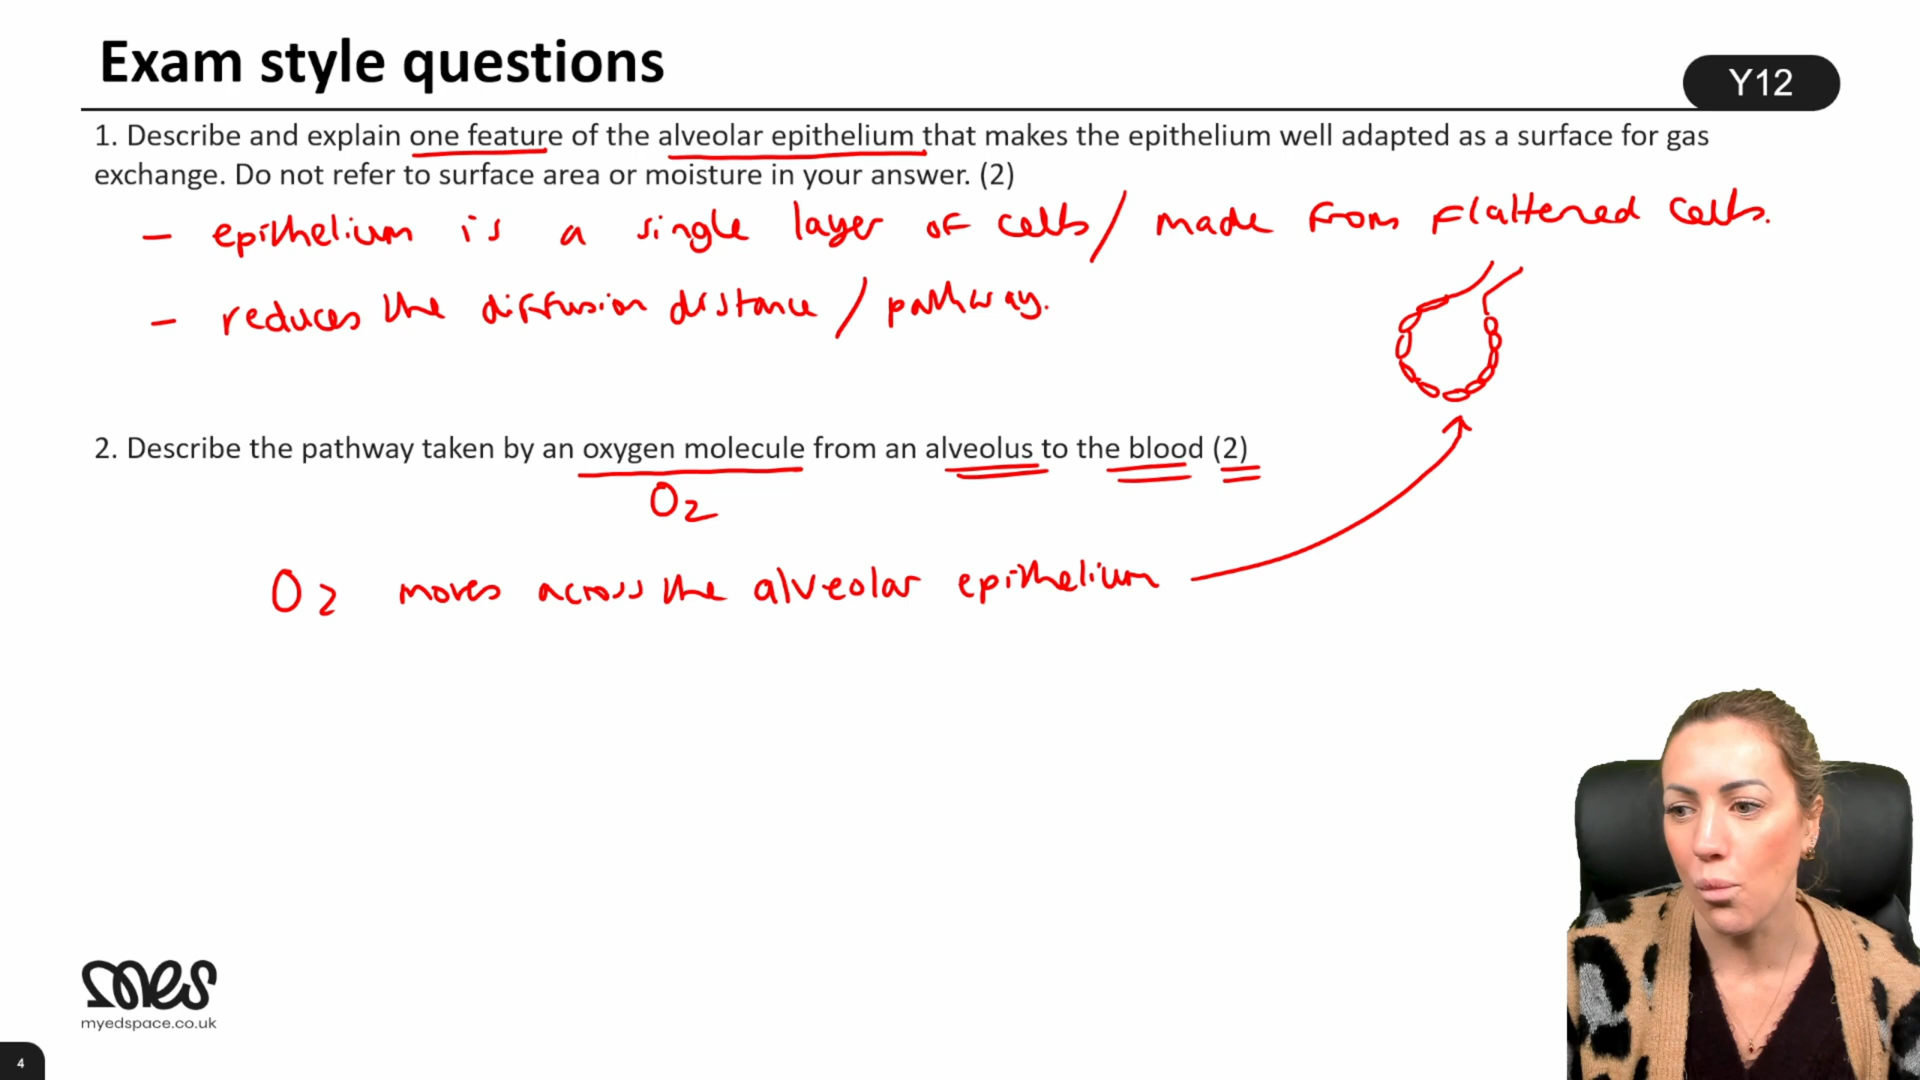 Exam style questions
Y12
1. Describe and explain one feature of the alveolar epithelium that makes the epithelium well adapted as a surface for gas
exchange. Do not refer to surface area or moisture in your answer. (2)
– epithelium is a single layer of cells / made from flattened cells.
– reduces the diffusion distance / pathway.
2. Describe the pathway taken by an oxygen molecule from an alveolus to the blood (2)
O2
O2 moves across the alveolar epithelium
mes
myedspace.co.uk
4